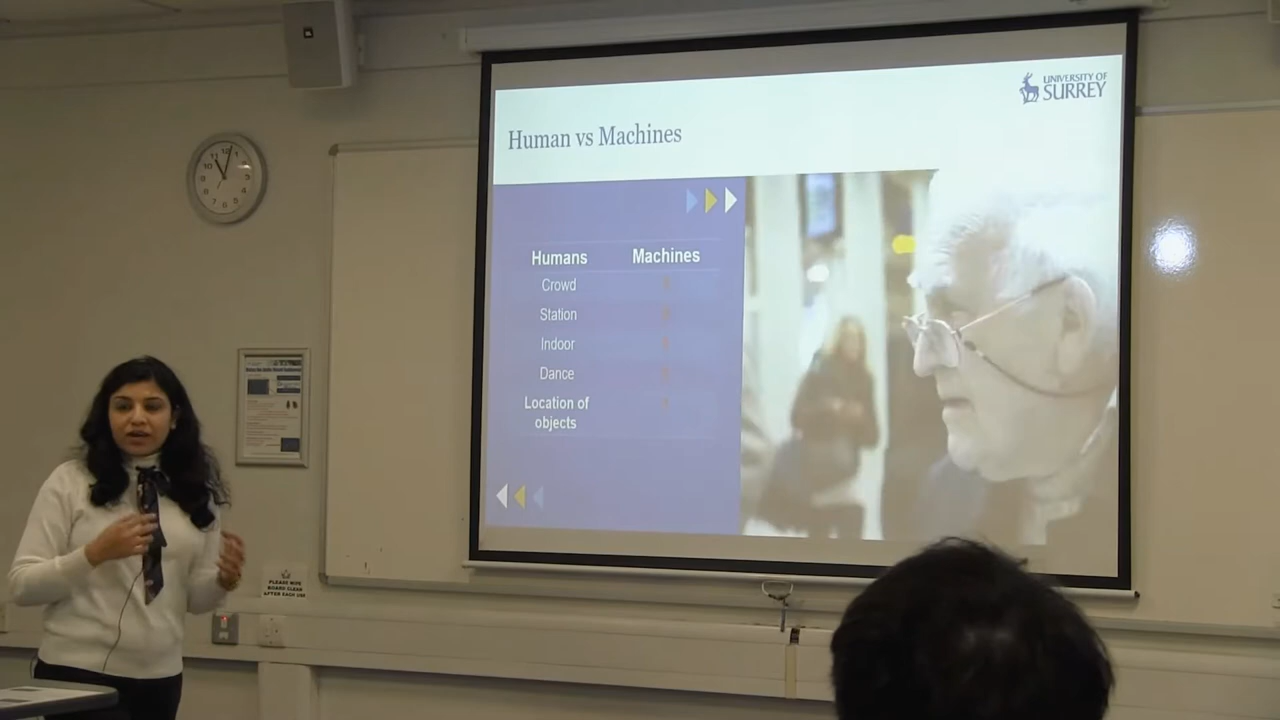 UNIVERSITY OF
SURREY
Human vs Machines
Humans Machines
Crowd
Station
Indoor
Dance
Location of
objects
PLEASE WIPE
BOARD CLEAN
AFTER EACH USE